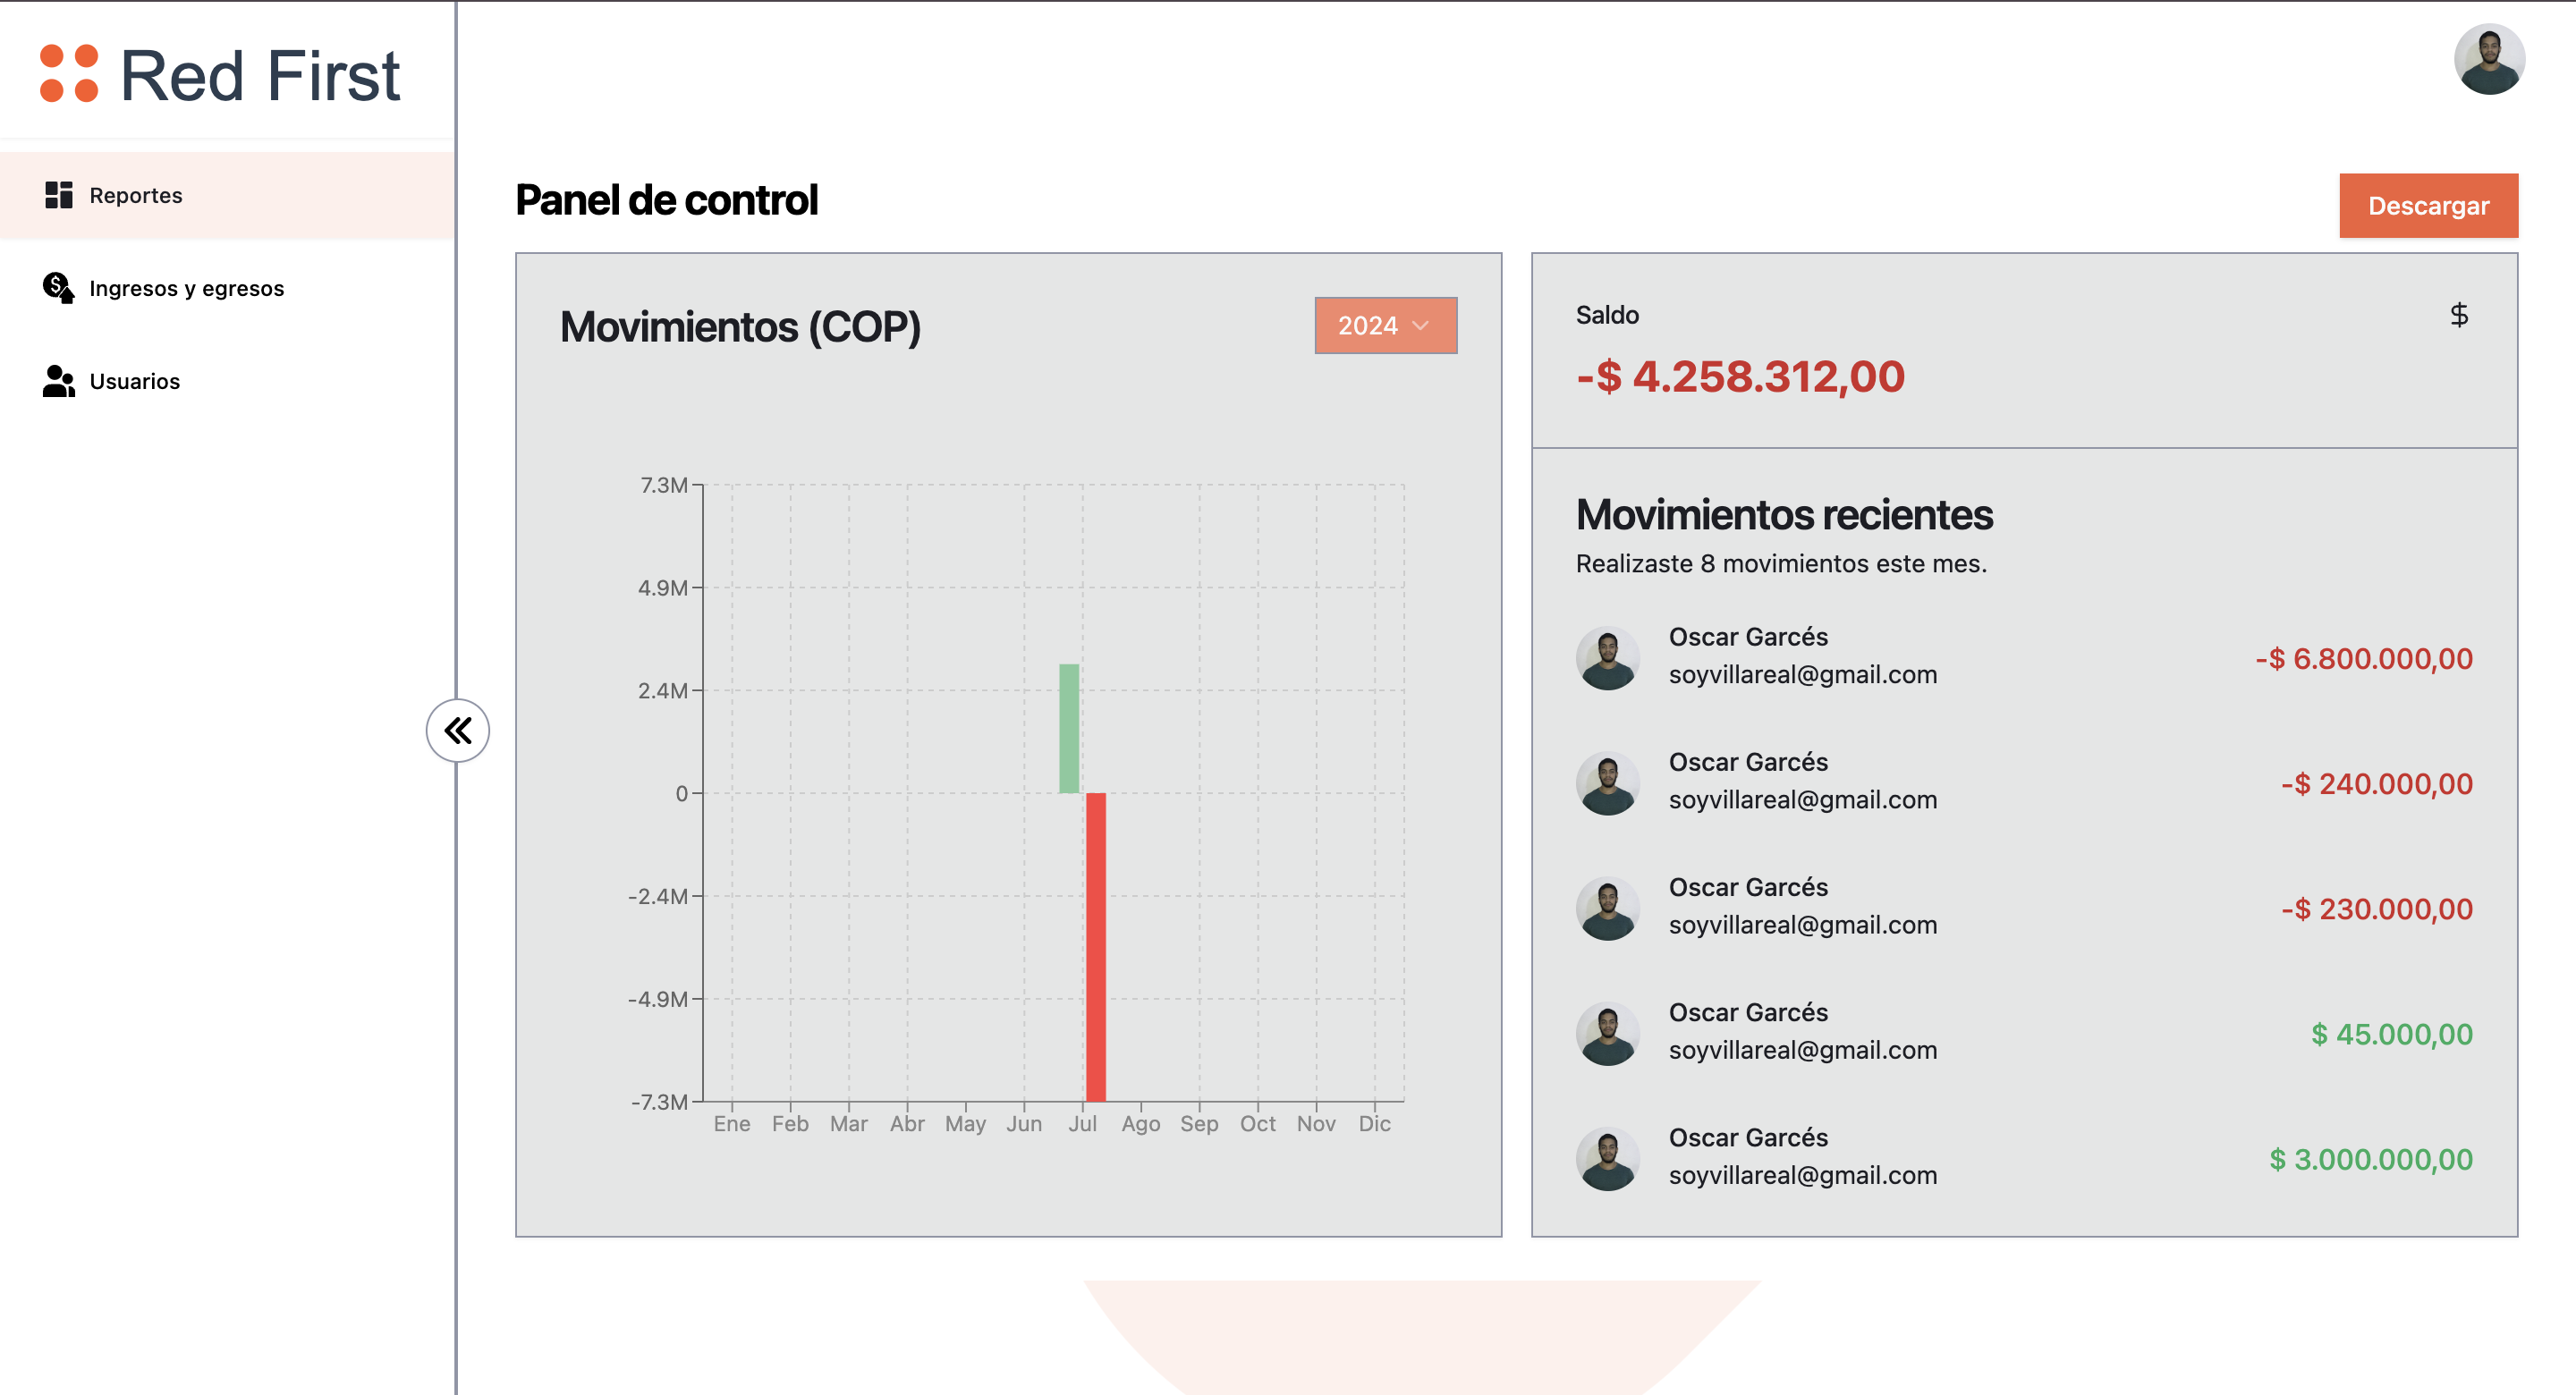 Red First
Reportes
Ingresos y egresos
Usuarios
Panel de control
Descargar
Movimientos (COP)
2024
7.3M
4.9M
2.4M
0
-2.4M
-4.9M
-7.3M
Ene Feb Mar Abr May Jun Jul Ago Sep Oct Nov Dic
Saldo
$
-$ 4.258.312,00
Movimientos recientes
Realizaste 8 movimientos este mes.
Oscar Garcés
soyvillareal@gmail.com
-$ 6.800.000,00
Oscar Garcés
soyvillareal@gmail.com
-$ 240.000,00
Oscar Garcés
soyvillareal@gmail.com
-$ 230.000,00
Oscar Garcés
soyvillareal@gmail.com
$ 45.000,00
Oscar Garcés
soyvillareal@gmail.com
$ 3.000.000,00